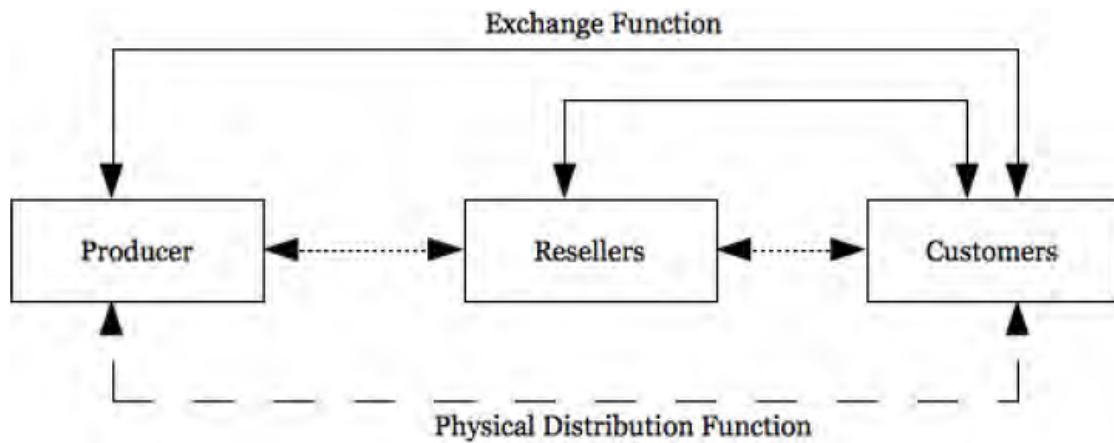 Exchange Function
Producer
Resellers
Customers
Physical Distribution Function